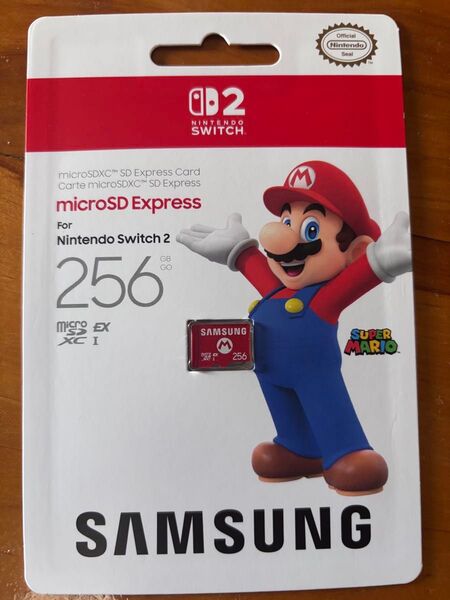 Official
Nintendo
Seal
2
NINTENDO
SWITCH
microSDXC™ SD Express Card
Carte microSDXC™ SD Express
microSD Express
For
Nintendo Switch 2
256 GB
GO
micro SD XC EX I
SAMSUNG
M
256
SUPER
MARIO
SAMSUNG